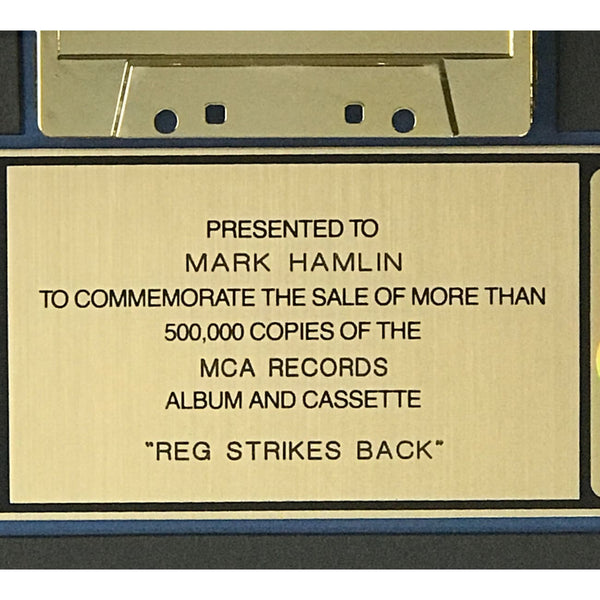 PRESENTED TO
MARK HAMLIN
TO COMMEMORATE THE SALE OF MORE THAN
500,000 COPIES OF THE
MCA RECORDS
ALBUM AND CASSETTE
"REG STRIKES BACK"